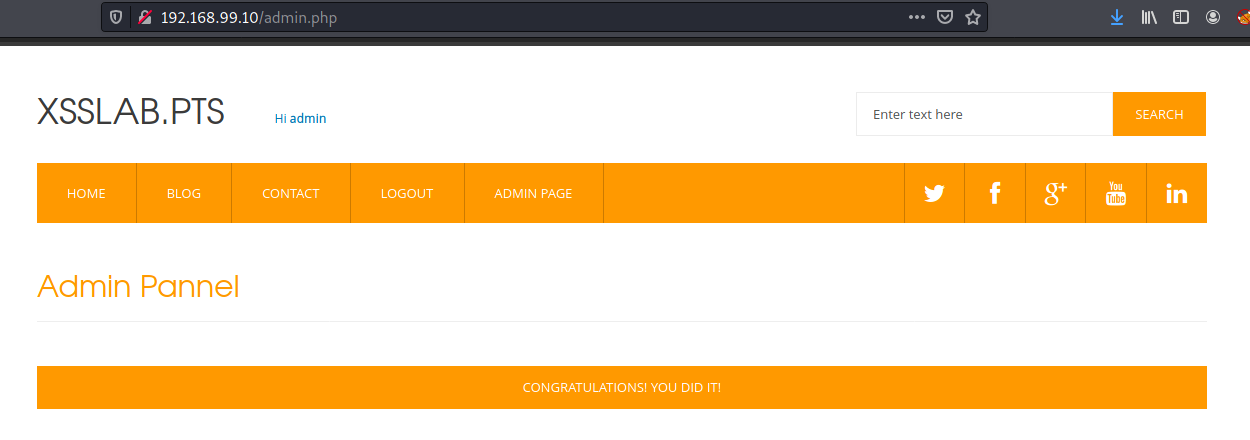 192.168.99.10/admin.php
XSSLAB.PTS
Hi admin
Enter text here
SEARCH
HOME BLOG CONTACT LOGOUT ADMIN PAGE
You Tube
Admin Pannel
CONGRATULATIONS! YOU DID IT!